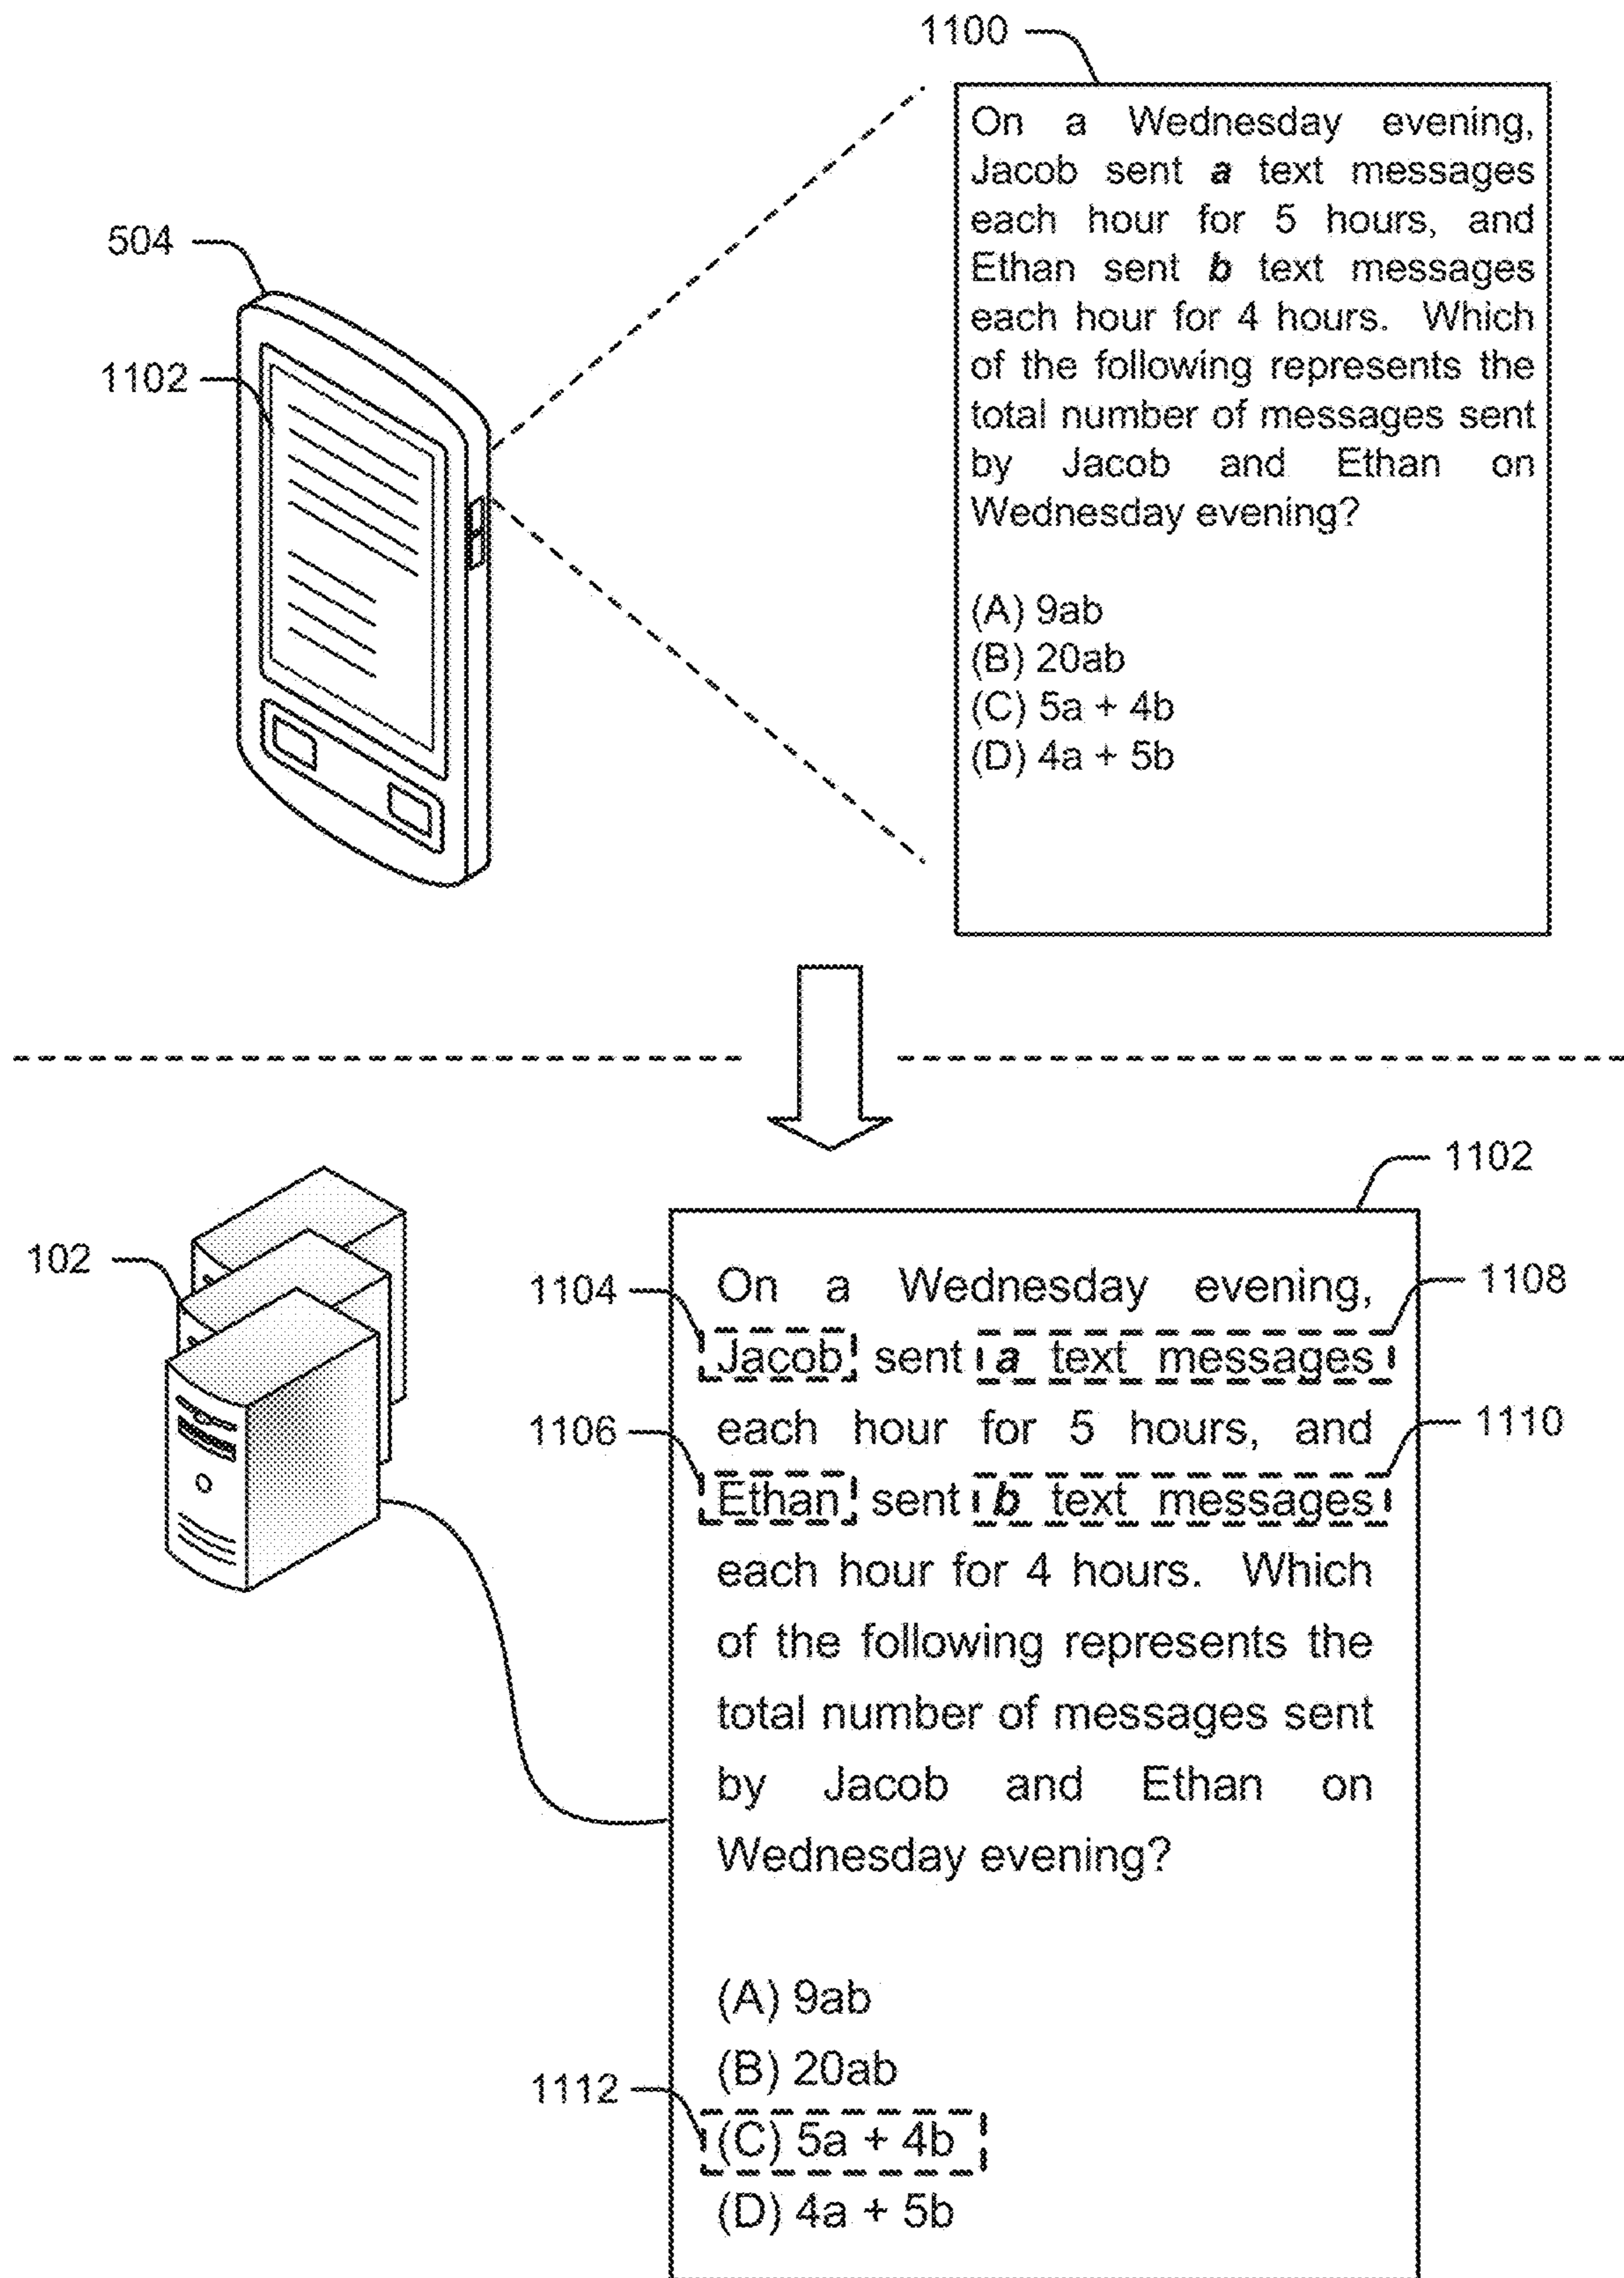 1100
On a Wednesday evening,
Jacob sent a text messages
each hour for 5 hours, and
Ethan sent b text messages
each hour for 4 hours. Which
of the following represents the
total number of messages sent
by Jacob and Ethan on
Wednesday evening?
(A) 9ab
(B) 20ab
(C) 5a + 4b
(D) 4a + 5b
504
1102
1102
102
1104
1106
1108
1110
On a Wednesday evening,
Jacob sent a text messages
each hour for 5 hours, and
Ethan sent b text messages
each hour for 4 hours. Which
of the following represents the
total number of messages sent
by Jacob and Ethan on
Wednesday evening?
(A) 9ab
(B) 20ab
1112
(C) 5a + 4b
(D) 4a + 5b